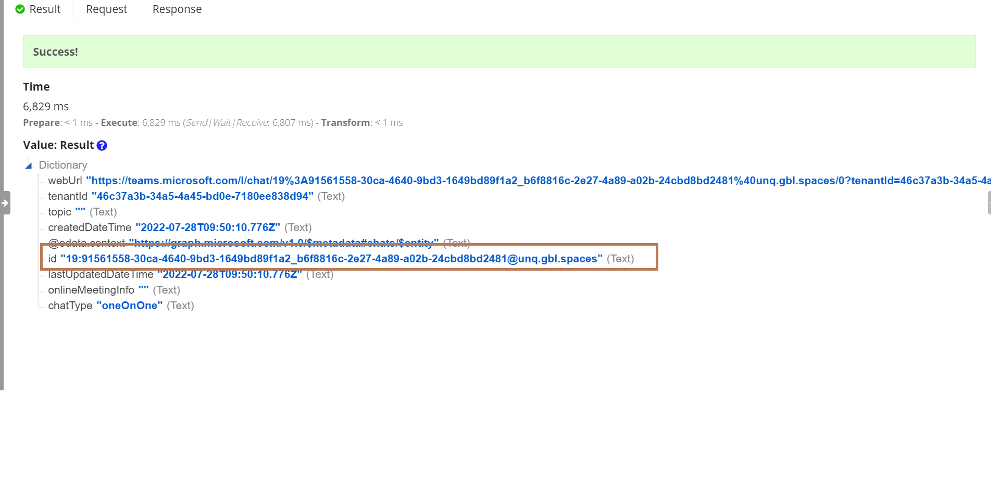 Result Request Response
Success!
Time
6,829 ms
Prepare: < 1 ms - Execute: 6,829 ms (Send|Wait|Receive: 6,807 ms) - Transform: < 1 ms
Value: Result ?
Dictionary
webUrl "https://teams.microsoft.com/l/chat/19%3A91561558-30ca-4640-9bd3-1649bd89f1a2_b6f8816c-2e27-4a89-a02b-24cbd8bd2481%40unq.gbl.spaces/0?tenantId=46c37a3b-34a5-4a
tenantId "46c37a3b-34a5-4a45-bd0e-7180ee838d94" (Text)
topic "" (Text)
createdDateTime "2022-07-28T09:50:10.776Z" (Text)
@odata.context "https://graph.microsoft.com/v1.0/$metadata#chats/$entity" (Text)
id "19:91561558-30ca-4640-9bd3-1649bd89f1a2_b6f8816c-2e27-4a89-a02b-24cbd8bd2481@unq.gbl.spaces" (Text)
lastUpdatedDateTime "2022-07-28T09:50:10.776Z" (Text)
onlineMeetingInfo "" (Text)
chatType "oneOnOne" (Text)